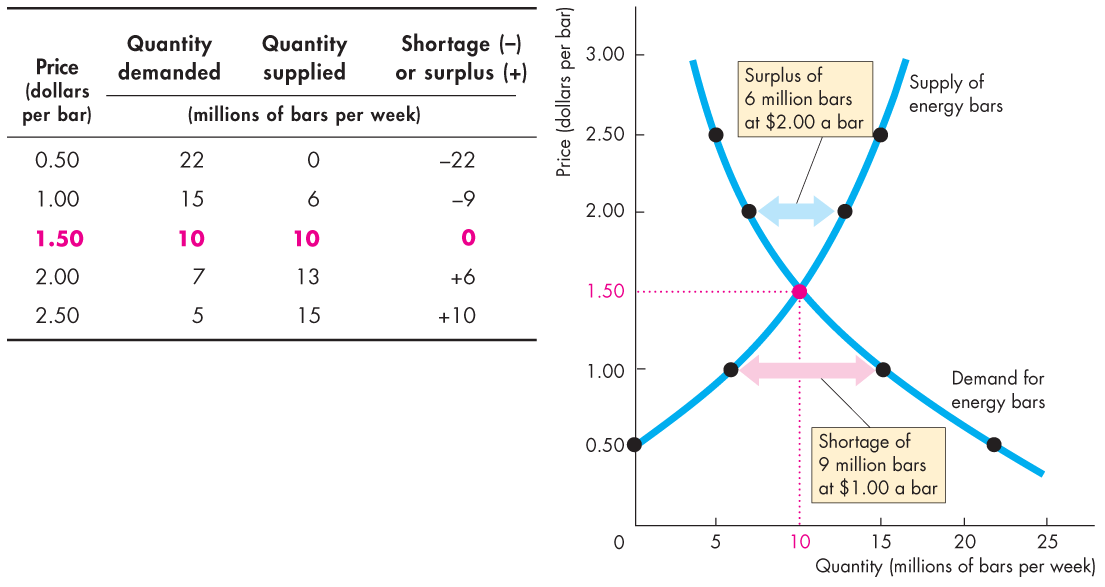 Price
(dollars
per bar)
Quantity
demanded
Quantity
supplied
Shortage (–)
or surplus (+)
(millions of bars per week)
0.50 22 0 –22
1.00 15 6 –9
1.50 10 10 0
2.00 7 13 +6
2.50 5 15 +10
Price (dollars per bar)
3.00
2.50
2.00
1.50
1.00
0.50
Surplus of
6 million bars
at $2.00 a bar
Supply of
energy bars
Demand for
energy bars
Shortage of
9 million bars
at $1.00 a bar
0 5 10 15 20 25
Quantity (millions of bars per week)